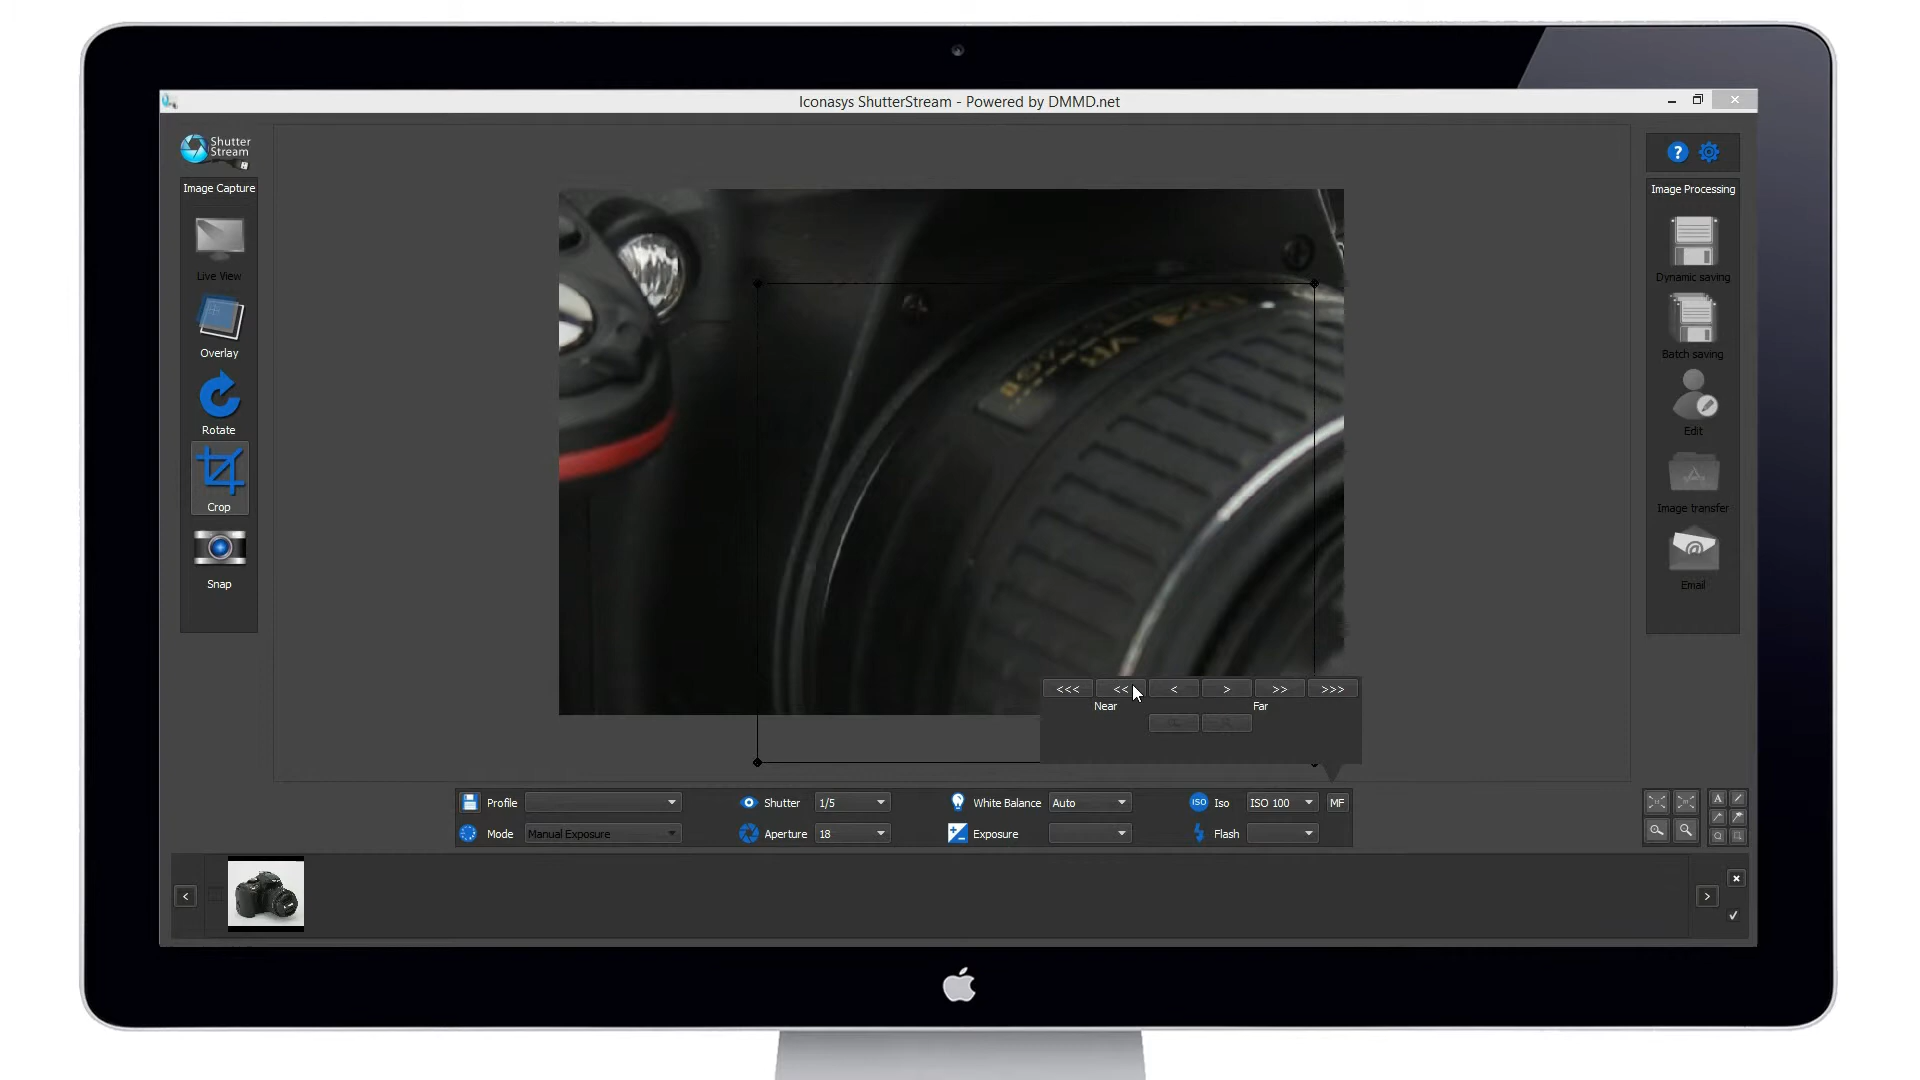 Iconasys ShutterStream - Powered by DMMD.net
Shutter
Stream
Image Capture
Live View
Overlay
Rotate
Crop
Snap
?
Image Processing
Dynamic saving
Batch saving
Edit
Image transfer
Email
VR
<<< << < > >> >>>
Near Far
Profile Shutter 1/5 White Balance Auto ISO Iso ISO 100 MF
Mode Manual Exposure Aperture 18 Exposure Flash
A
< >